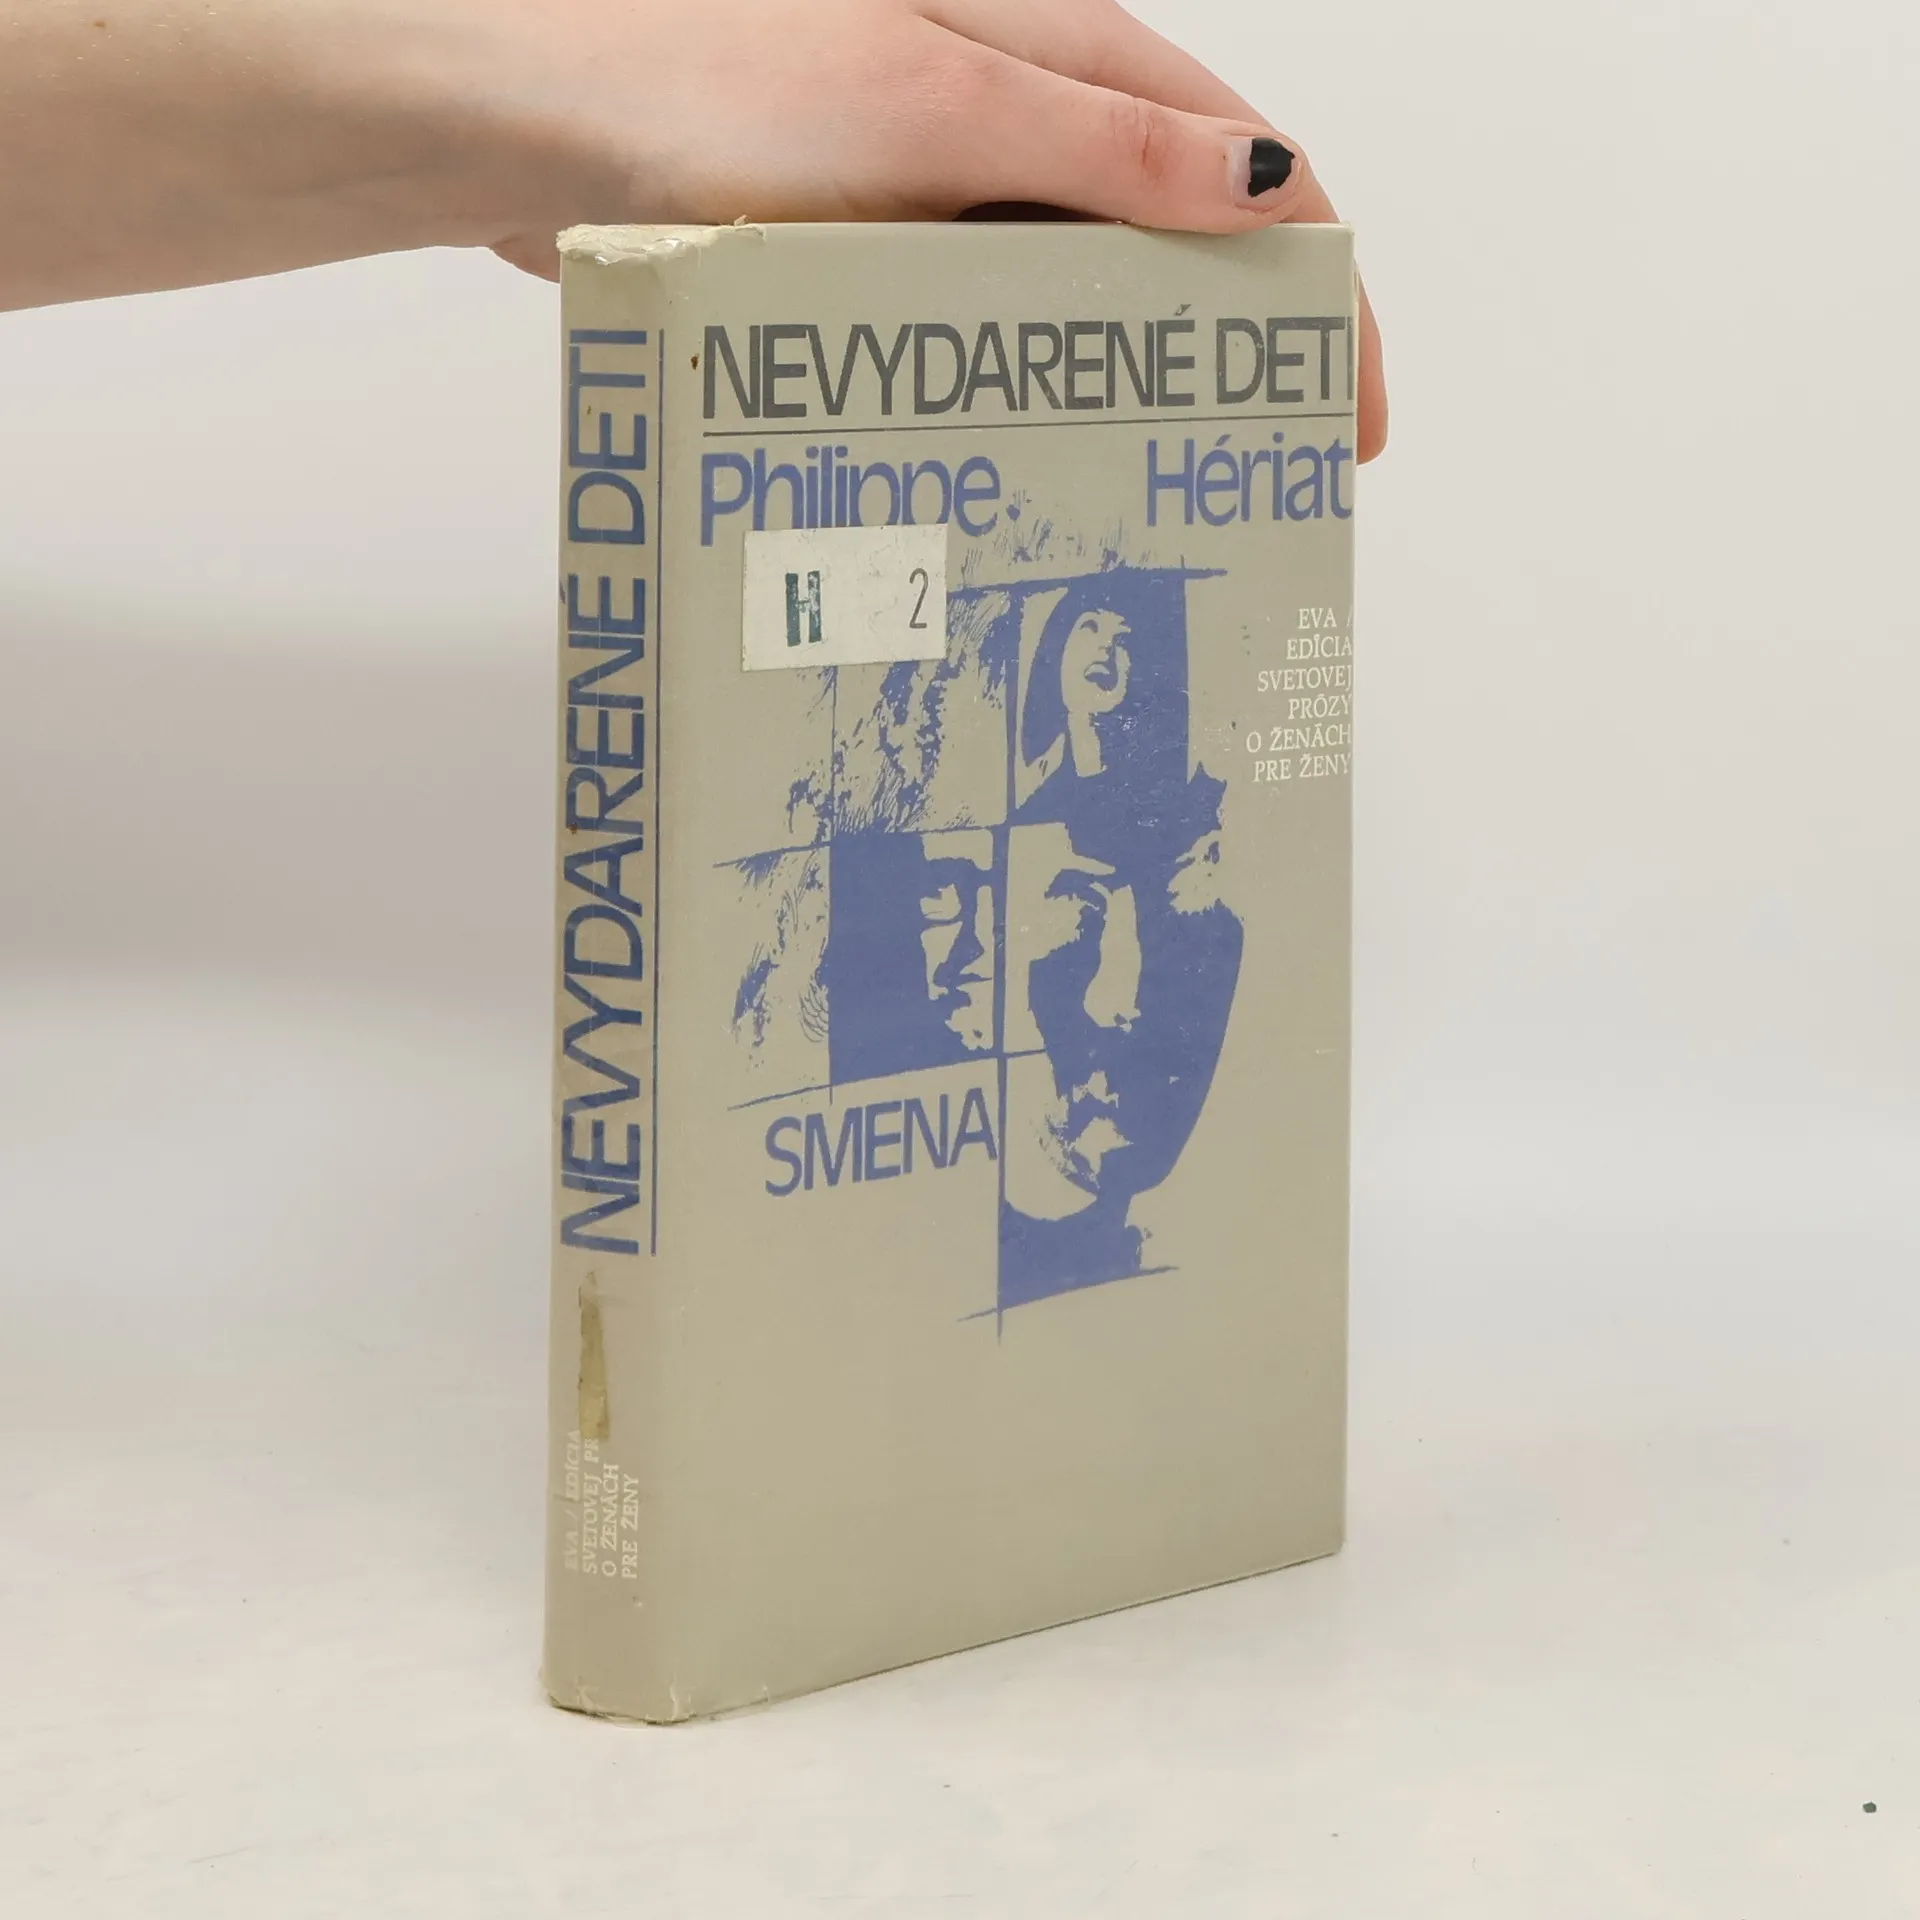 NEVYDARENÉ DETI
Philippe Hériat
H 2
EVA /
EDÍCIA
SVETOVEJ
PRÓZY
O ŽENÁCH
PRE ŽENY
SMENA
NEVYDARENÉ DETI
EVA / EDÍCIA
SVETOVEJ PR
O ŽENÁCH
PRE ŽENY